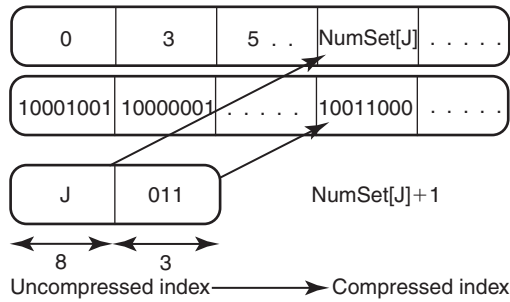 0 3 5 . . NumSet[J] . . . . .
10001001 10000001 . . . . . 10011000 . . . . .
J 011 NumSet[J]+1
8 3
Uncompressed index Compressed index